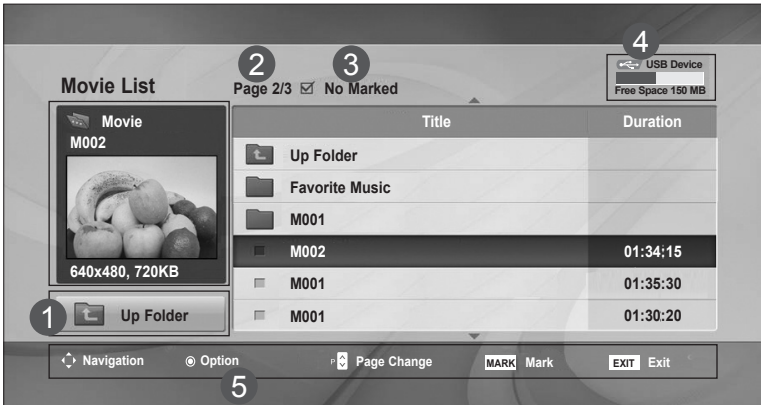 4
USB Device
Free Space 150 MB
2 3
Movie List
Page 2/3 No Marked
Movie
M002
640x480, 720KB
1 Up Folder
Title Duration
Up Folder
Favorite Music
M001
M002 01:34:15
M001 01:35:30
M001 01:30:20
Navigation Option P Page Change MARK Mark EXIT Exit
5